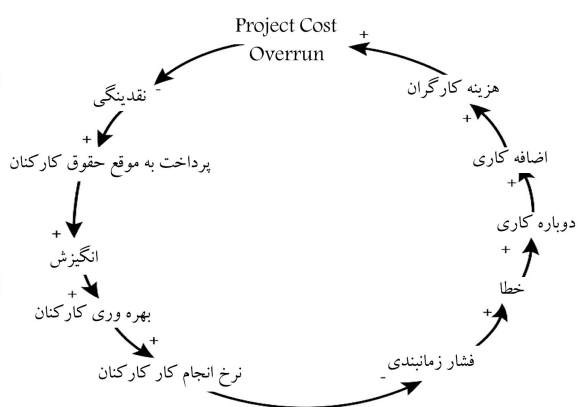 Project Cost
Overrun
+
هزینه کارگران
+
اضافه کاری
+
دوباره کاری
+
خطا
+
فشار زمانبندی
-
نرخ انجام کار کارکنان
+
بهره وری کارکنان
+
انگیزش
+
پرداخت به موقع حقوق کارکنان
+
نقدینگی
-